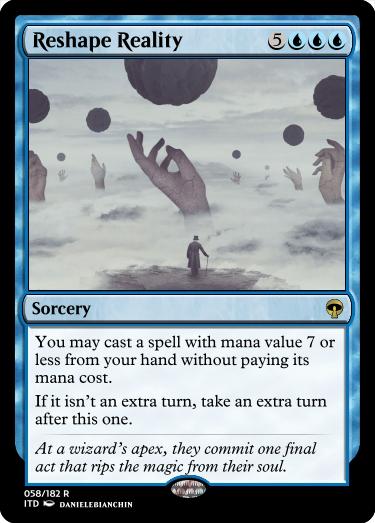 Reshape Reality 5
Sorcery
You may cast a spell with mana value 7 or
less from your hand without paying its
mana cost.
If it isn't an extra turn, take an extra turn
after this one.
At a wizard's apex, they commit one final
act that rips the magic from their soul.
058/182 R
ITD DANIELEBIANCHIN